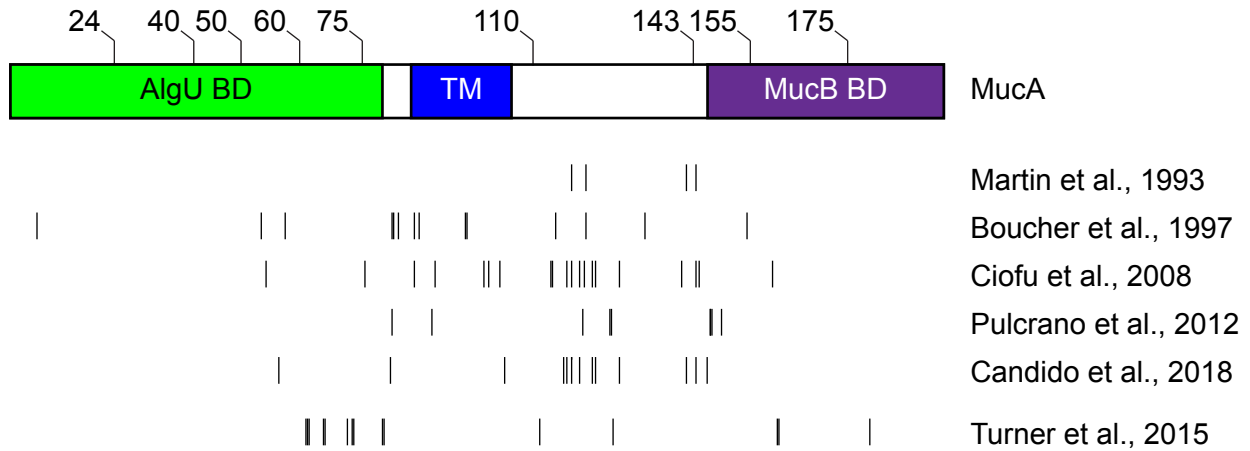 24 40 50 60 75 110 143 155 175
AlgU BD TM MucB BD MucA
Martin et al., 1993
Boucher et al., 1997
Ciofu et al., 2008
Pulcrano et al., 2012
Candido et al., 2018
Turner et al., 2015